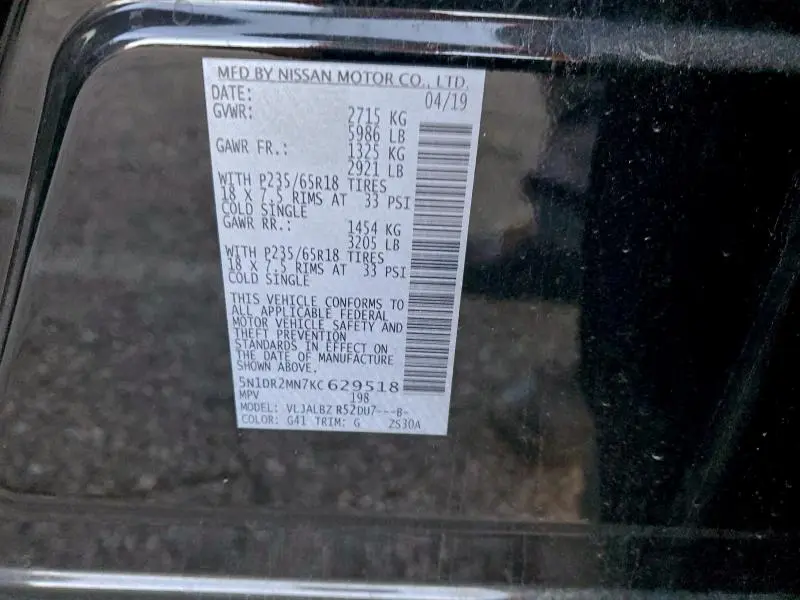 MFD BY NISSAN MOTOR CO., LTD.
DATE: 04/19
GVWR: 2715 KG
5986 LB
GAWR FR.: 1325 KG
2921 LB
WITH P235/65R18 TIRES
18 X 7.5 RIMS AT 33 PSI
COLD SINGLE
GAWR RR.: 1454 KG
3205 LB
WITH P235/65R18 TIRES
18 X 7.5 RIMS AT 33 PSI
COLD SINGLE
THIS VEHICLE CONFORMS TO
ALL APPLICABLE FEDERAL
MOTOR VEHICLE SAFETY AND
THEFT PREVENTION
STANDARDS IN EFFECT ON
THE DATE OF MANUFACTURE
SHOWN ABOVE.
5N1DR2MN7KC629518
MPV 198
MODEL: VLJALBZ R52DU7---B-
COLOR: G41 TRIM: G ZS30A